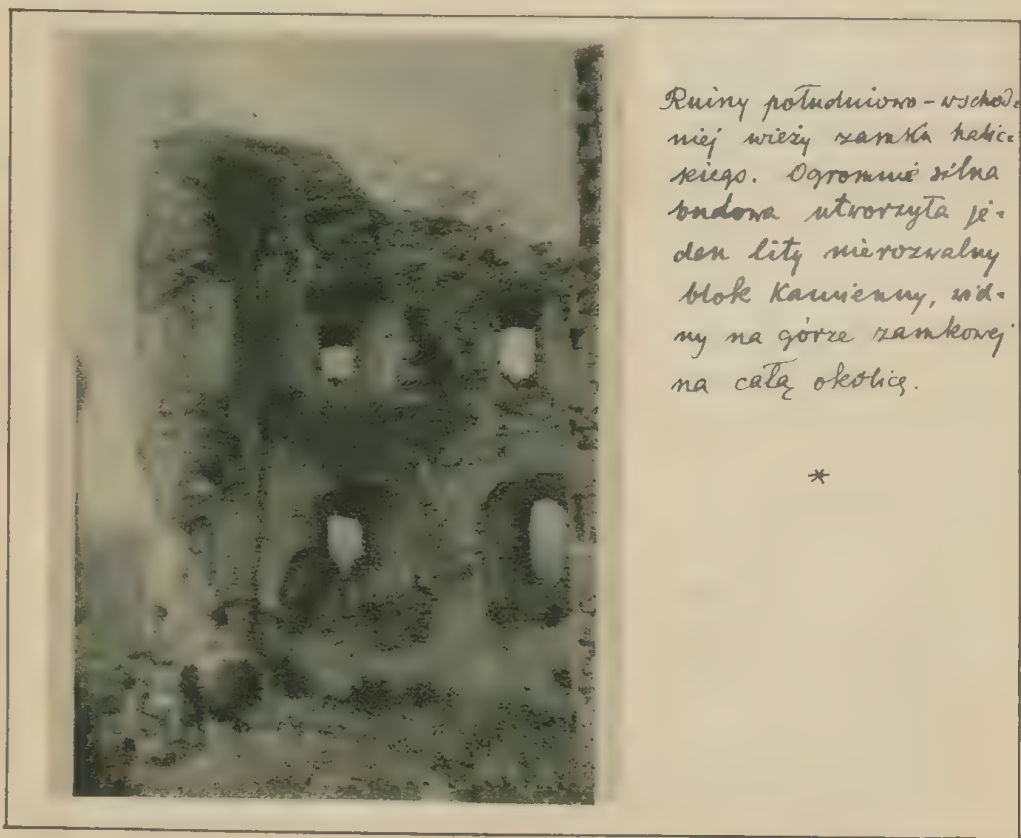 Ruiny południowo-wschod-
niej wieży zamku halic-
kiego. Ogromnie silna
budowa utworzyła je-
den lity nierozwalny
blok kamienny, wid-
ny na górze zamkowej
na całą okolicę.
*